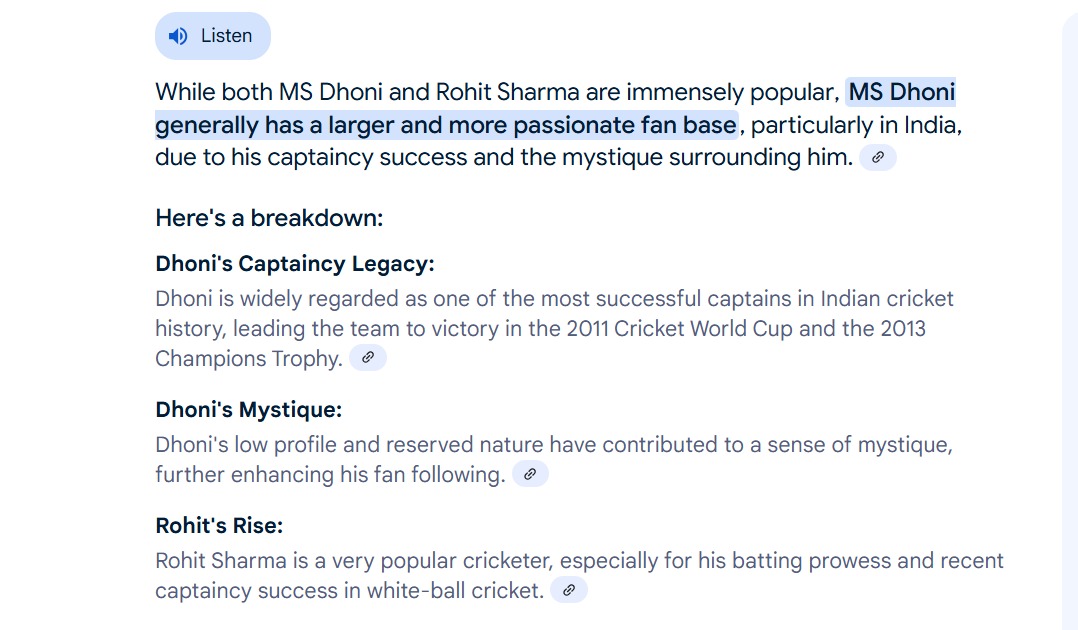 Listen
While both MS Dhoni and Rohit Sharma are immensely popular, MS Dhoni
generally has a larger and more passionate fan base, particularly in India,
due to his captaincy success and the mystique surrounding him.
Here's a breakdown:
Dhoni's Captaincy Legacy:
Dhoni is widely regarded as one of the most successful captains in Indian cricket
history, leading the team to victory in the 2011 Cricket World Cup and the 2013
Champions Trophy.
Dhoni's Mystique:
Dhoni's low profile and reserved nature have contributed to a sense of mystique,
further enhancing his fan following.
Rohit's Rise:
Rohit Sharma is a very popular cricketer, especially for his batting prowess and recent
captaincy success in white-ball cricket.